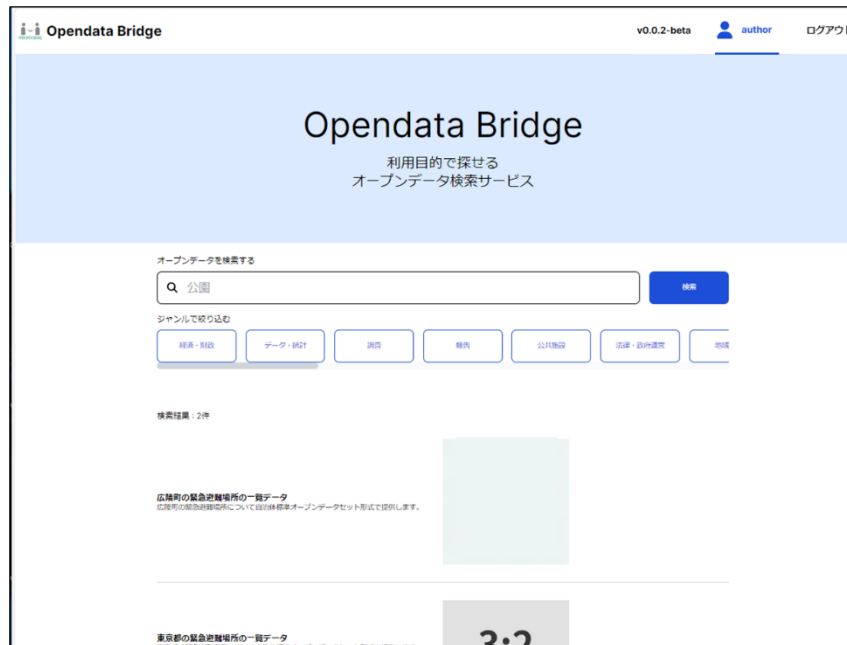 Opendata Bridge
v0.0.2-beta
author
ログアウト
Opendata Bridge
利用目的で探せる
オープンデータ検索サービス
オープンデータを検索する
公園
検索
ジャンルで絞り込む
経済・財政
データ・統計
調査
報告
公共施設
法律・政府運営
地域
検索結果：2件
広陵町の緊急避難場所の一覧データ
広陵町の緊急避難場所について自治体標準オープンデータセット形式で提供します。
東京都の緊急避難場所の一覧データ
3:2